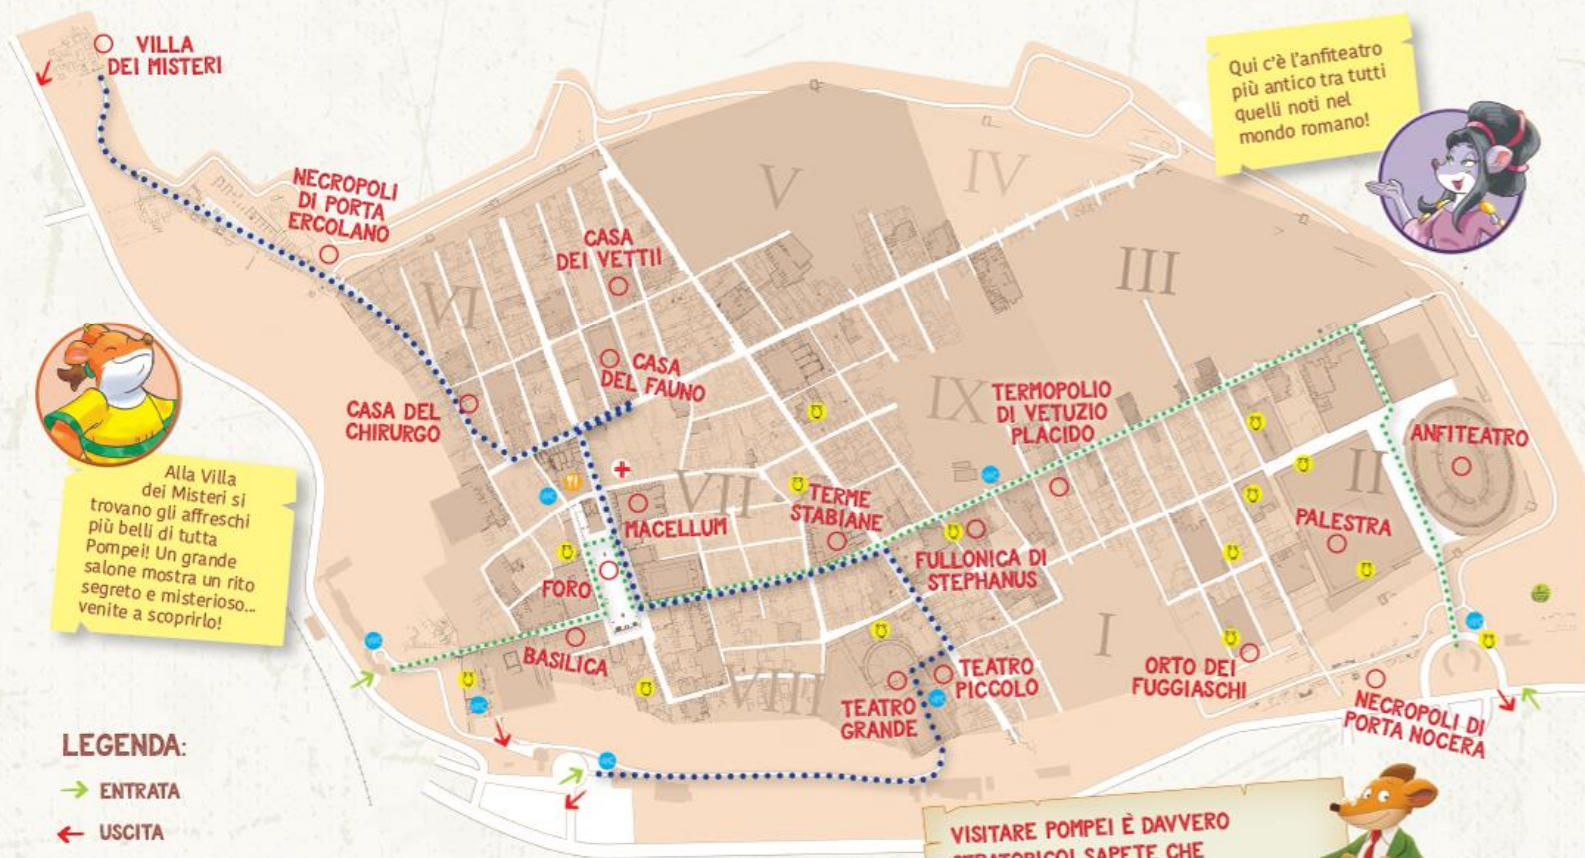 VILLA
DEI MISTERI
Qui c'è l'anfiteatro
più antico tra tutti
quelli noti nel
mondo romano!
NECROPOLI
DI PORTA
ERCOLANO
CASA
DEI VETTII
V
IV
III
VI
CASA
DEL FAUNO
CASA DEL
CHIRURGO
IX
TERMOPOLIO
DI VETUZIO
PLACIDO
ANFITEATRO
II
Alla Villa
dei Misteri si
trovano gli affreschi
più belli di tutta
Pompei! Un grande
salone mostra un rito
segreto e misterioso...
venite a scoprirlo!
MACELLUM
VII
TERME
STABIANE
PALESTRA
FORO
FULLONICA DI
STEPHANUS
BASILICA
VIII
I
TEATRO
GRANDE
TEATRO
PICCOLO
ORTO DEI
FUGGIASCHI
NECROPOLI DI
PORTA NOCERA
LEGENDA:
ENTRATA
USCITA
VISITARE POMPEI È DAVVERO
STRATOPICO! SAPETE CHE